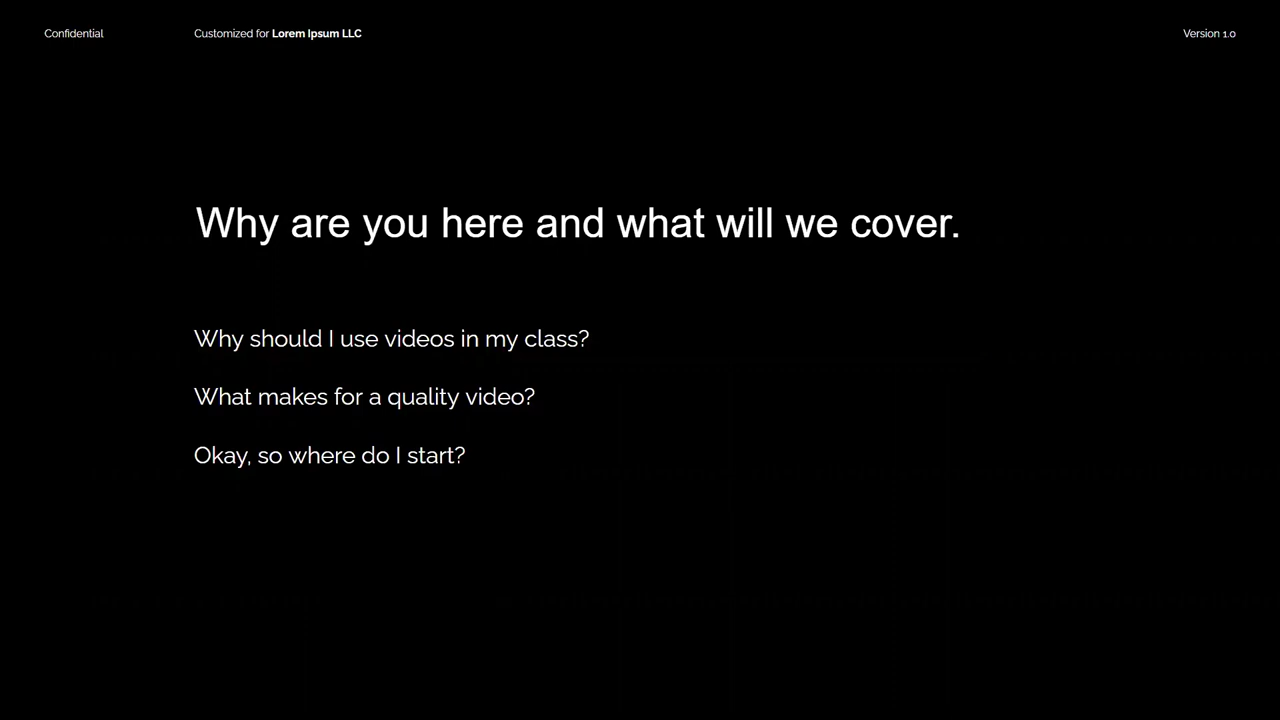 Confidential
Customized for Lorem Ipsum LLC
Version 1.0
Why are you here and what will we cover.
Why should I use videos in my class?
What makes for a quality video?
Okay, so where do I start?